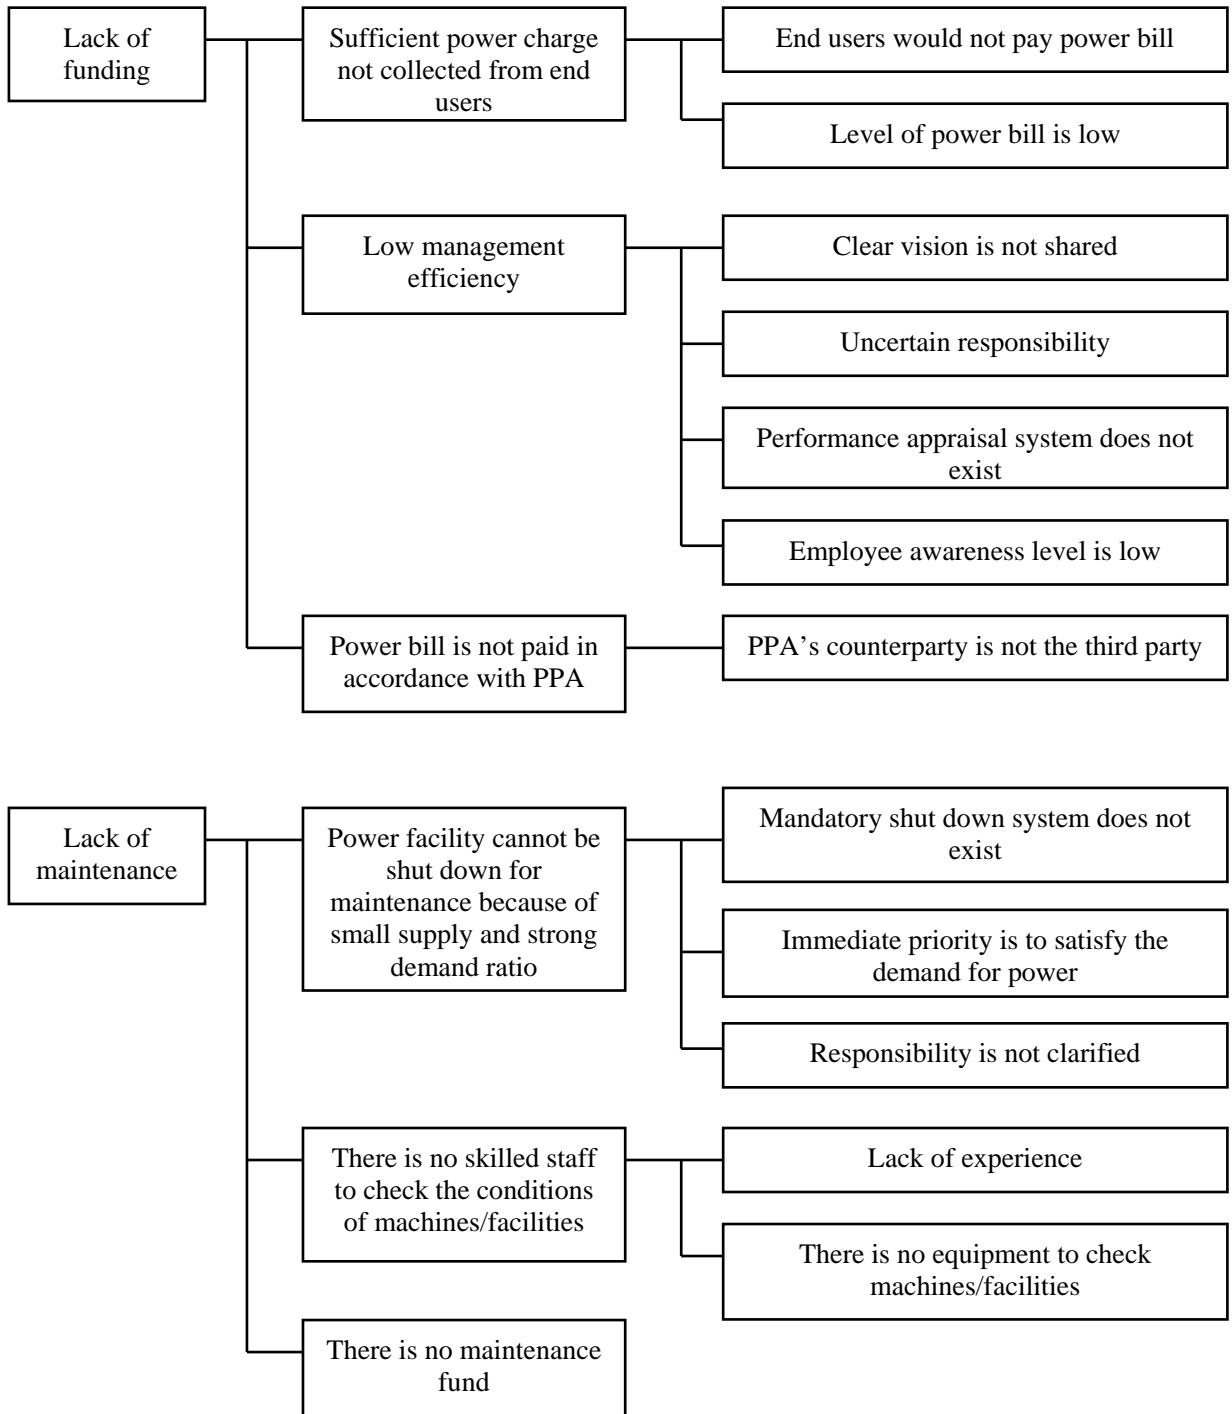 Lack of
funding
Sufficient power charge
not collected from end
users
End users would not pay power bill
Level of power bill is low
Low management
efficiency
Clear vision is not shared
Uncertain responsibility
Performance appraisal system does not
exist
Employee awareness level is low
Power bill is not paid in
accordance with PPA
PPA’s counterparty is not the third party
Lack of
maintenance
Power facility cannot be
shut down for
maintenance because of
small supply and strong
demand ratio
Mandatory shut down system does not
exist
Immediate priority is to satisfy the
demand for power
Responsibility is not clarified
There is no skilled staff
to check the conditions
of machines/facilities
Lack of experience
There is no equipment to check
machines/facilities
There is no maintenance
fund